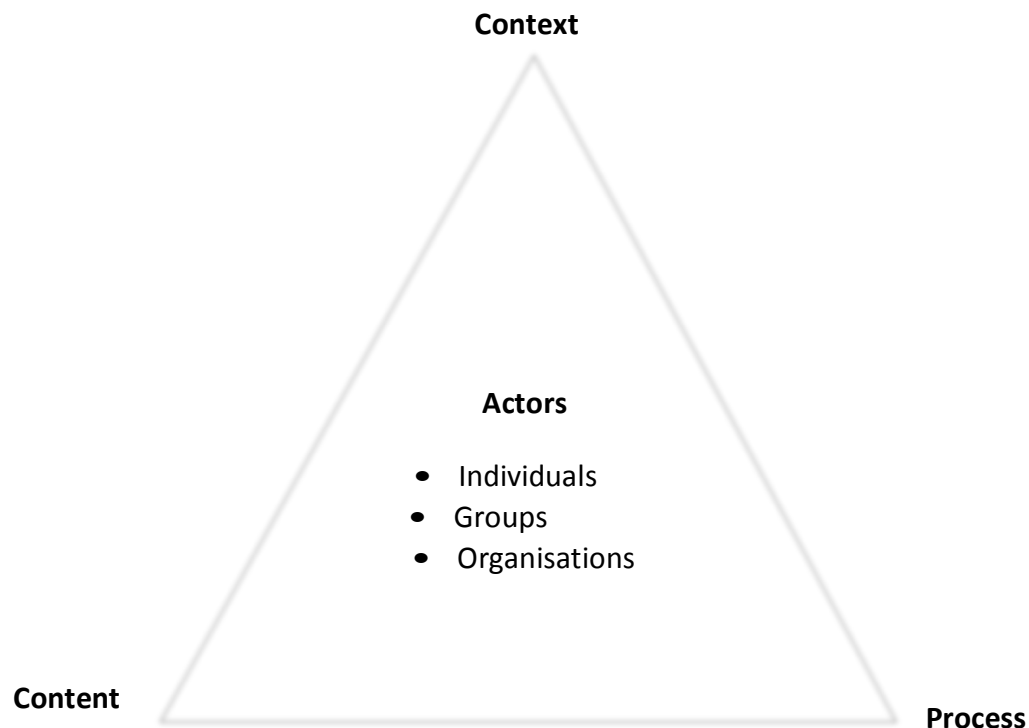 Context
Actors
• Individuals
• Groups
• Organisations
Content
Process